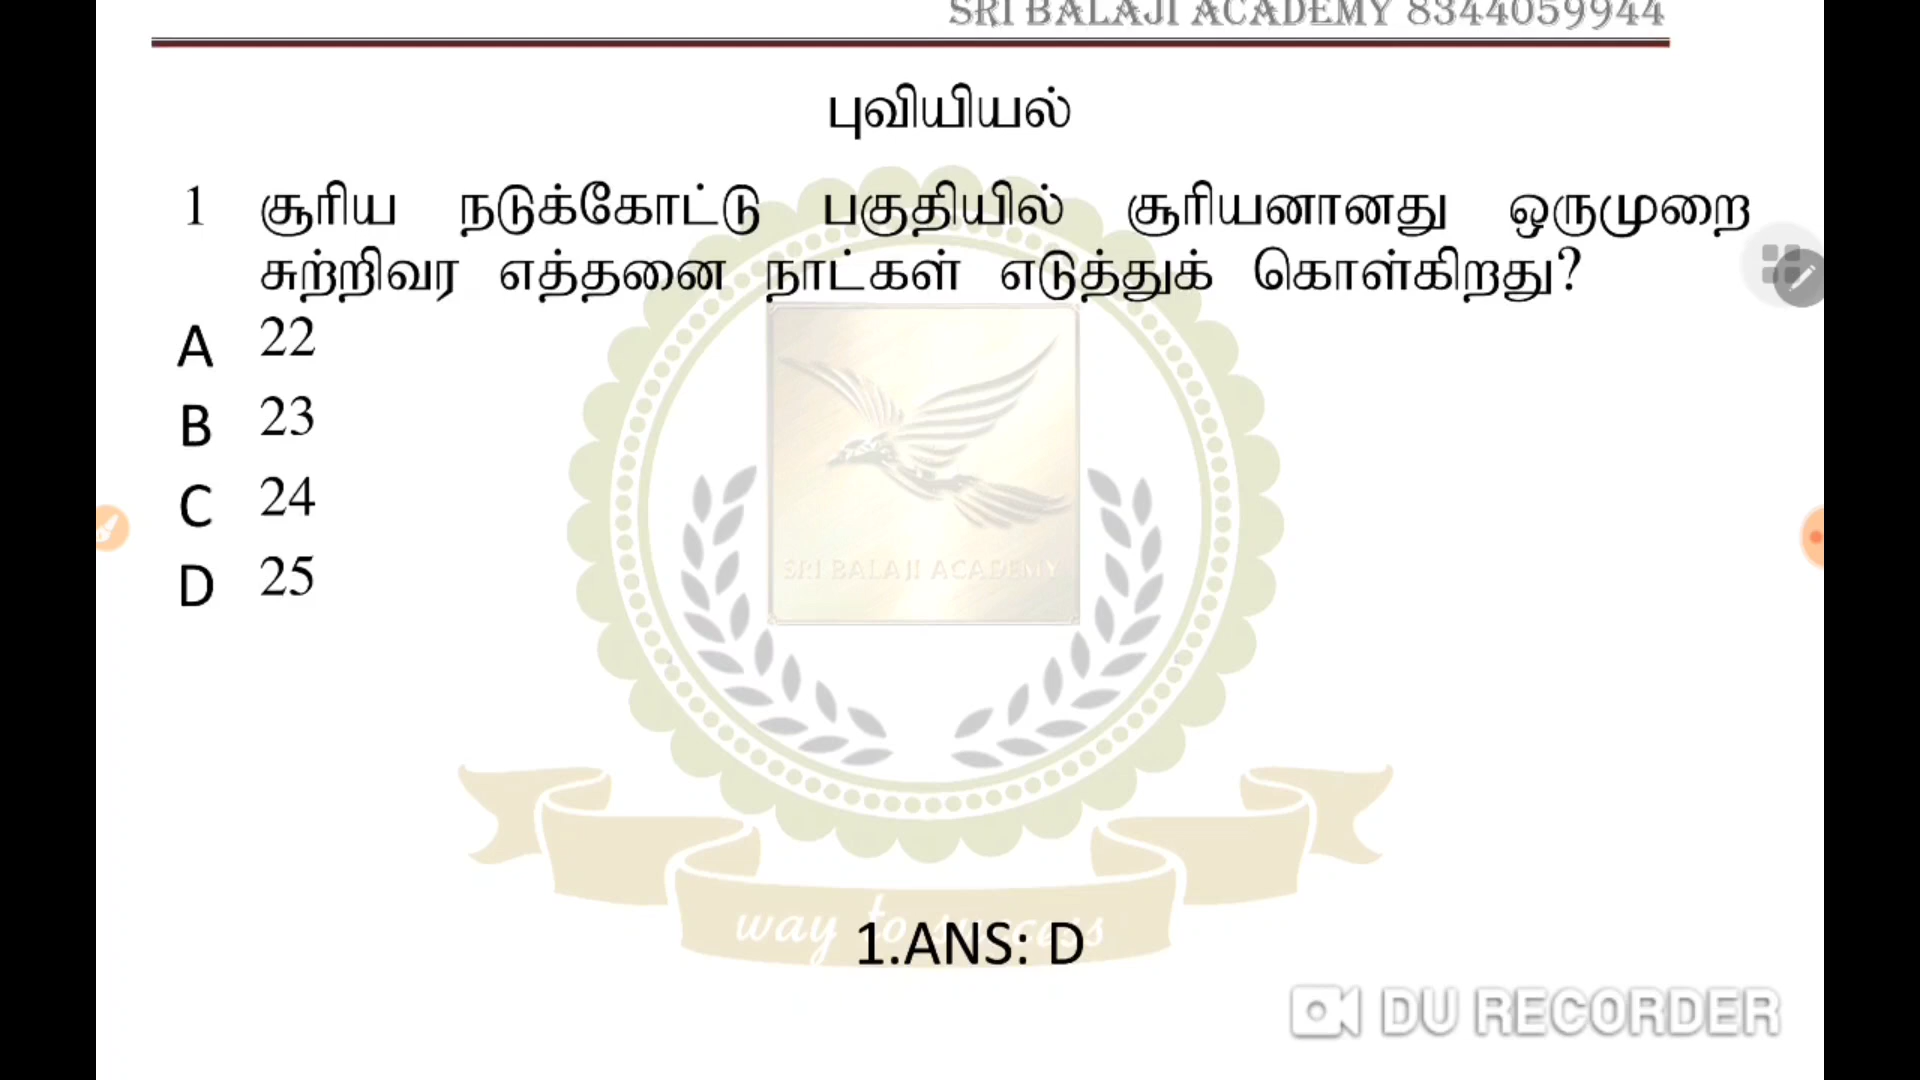 SRI BALAJI ACADEMY 8344059944
புவியியல்
1 சூரிய நடுக்கோட்டு பகுதியில் சூரியனானது ஒருமுறை
சுற்றிவர எத்தனை நாட்கள் எடுத்துக் கொள்கிறது?
A 22
B 23
C 24
D 25
SRI BALAJI ACADEMY
way to success
1.ANS: D
DU RECORDER